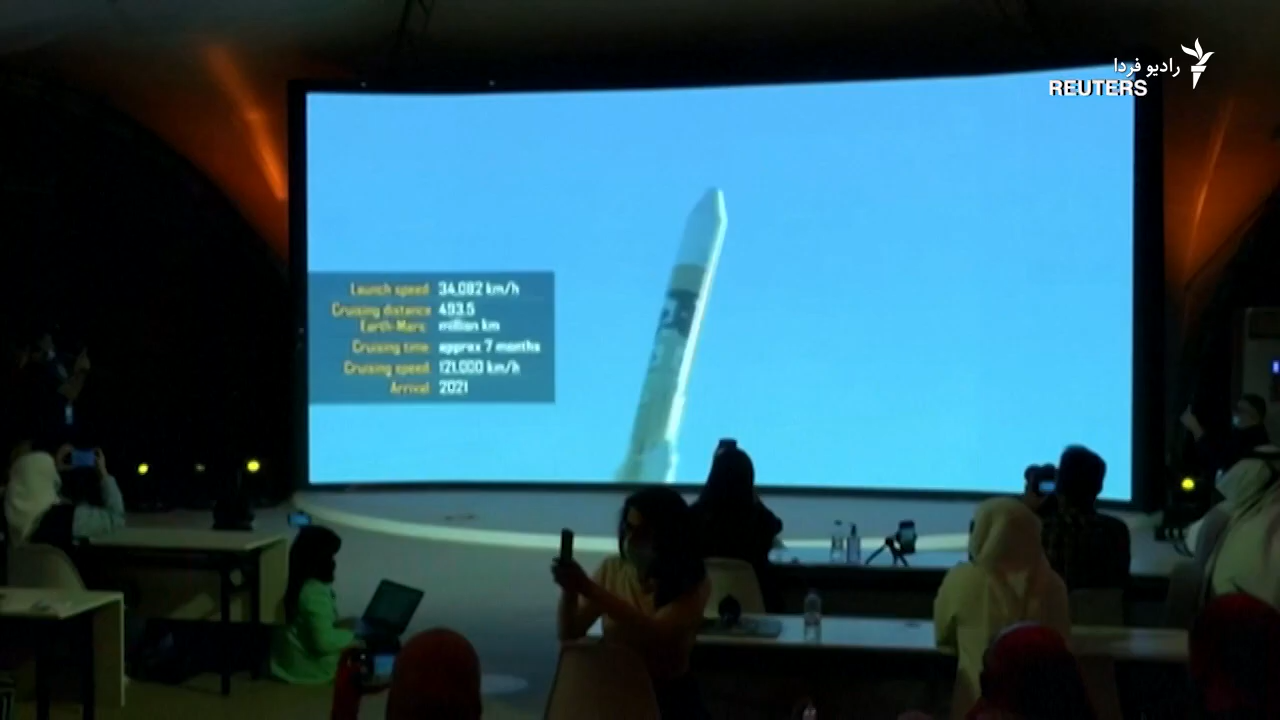 رادیو فردا
REUTERS
Launch speed 34,082 km/h
Cruising distance 493.5
Earth-Mars million km
Cruising time approx 7 months
Cruising speed 121,000 km/h
Arrival 2021